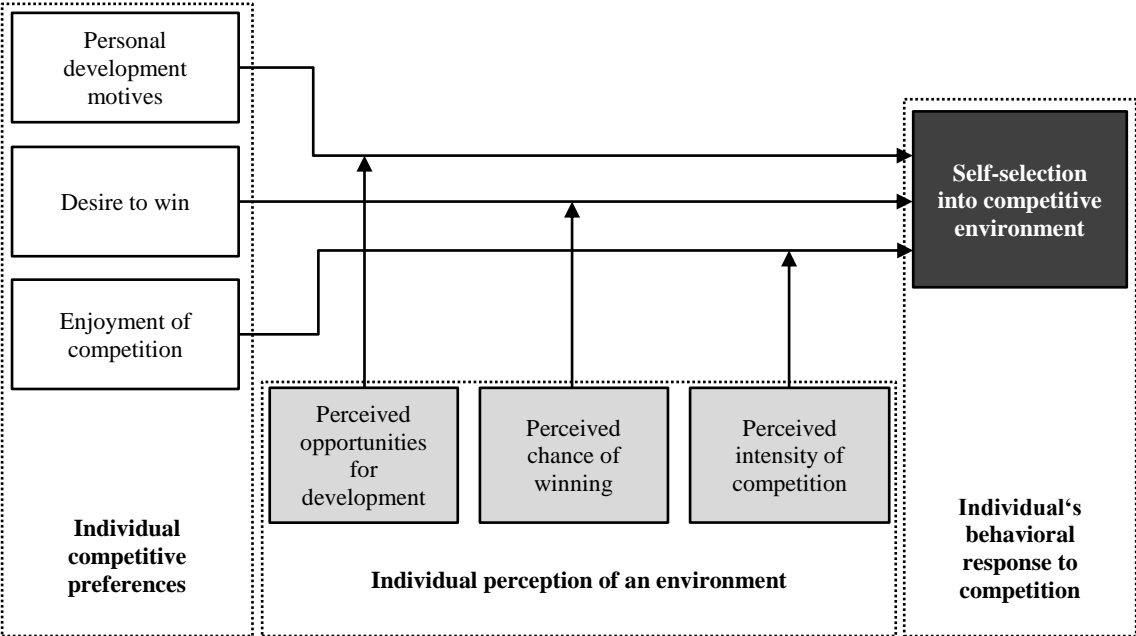 Personal
development
motives
Desire to win
Enjoyment of
competition
Individual
competitive
preferences
Perceived
opportunities
for
development
Perceived
chance of
winning
Perceived
intensity of
competition
Individual perception of an environment
Self-selection
into competitive
environment
Individual‘s
behavioral
response to
competition